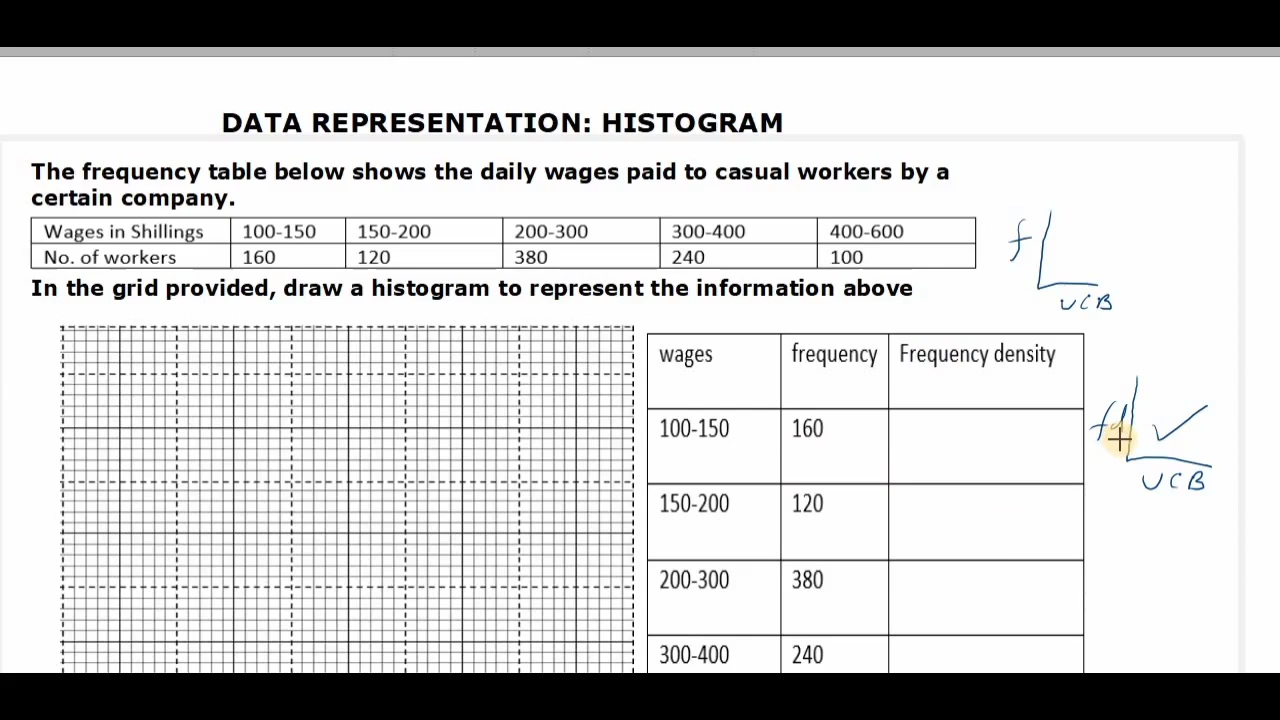 DATA REPRESENTATION: HISTOGRAM
The frequency table below shows the daily wages paid to casual workers by a
certain company.
Wages in Shillings 100-150 150-200 200-300 300-400 400-600
No. of workers 160 120 380 240 100
f
UCB
In the grid provided, draw a histogram to represent the information above
wages frequency Frequency density
100-150 160
fd
UCB
150-200 120
200-300 380
300-400 240